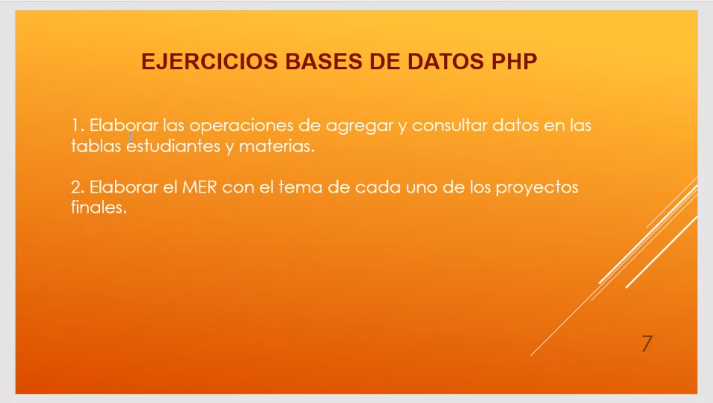 EJERCICIOS BASES DE DATOS PHP
1. Elaborar las operaciones de agregar y consultar datos en las
tablas estudiantes y materias.
2. Elaborar el MER con el tema de cada uno de los proyectos
finales.
7